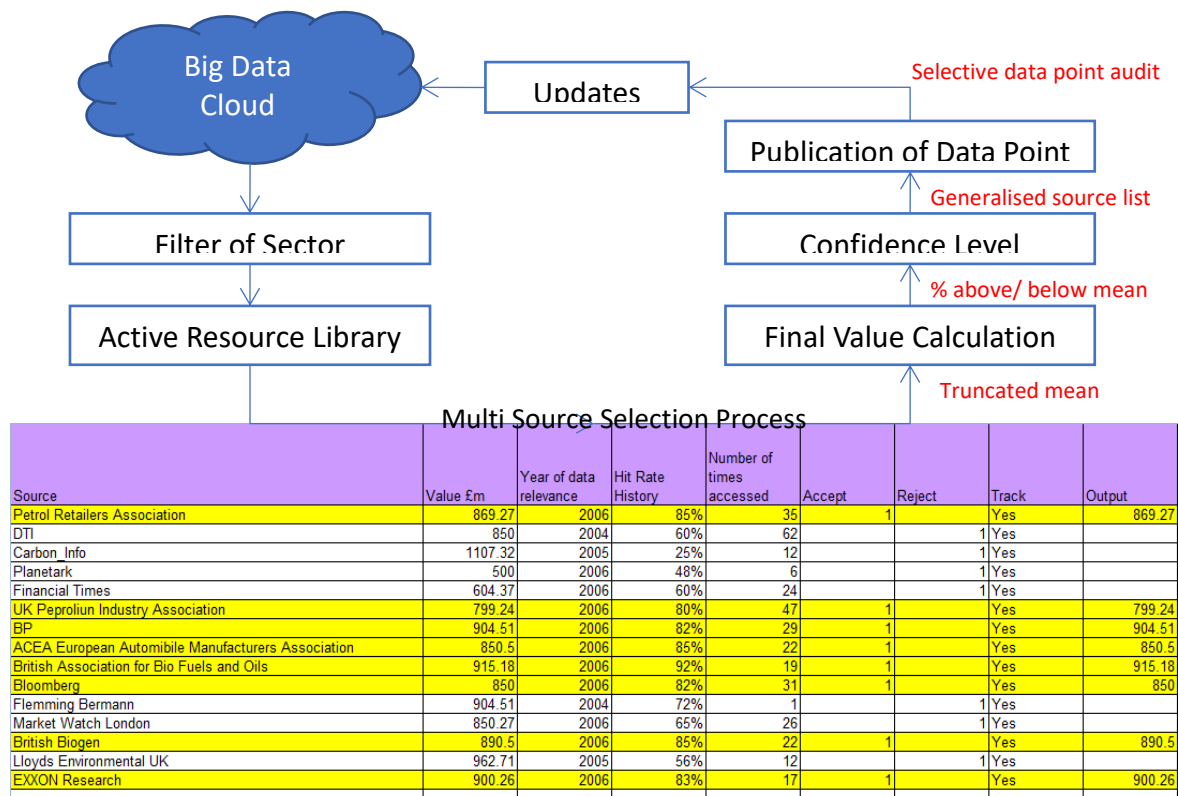 Big Data
Cloud
Updates
Selective data point audit
Publication of Data Point
Generalised source list
Filter of Sector
Confidence Level
% above/ below mean
Active Resource Library
Final Value Calculation
Truncated mean
Multi Source Selection Process
Source Value £m Year of data relevance Hit Rate History Number of times accessed Accept Reject Track Output
Petrol Retailers Association 869.27 2006 85% 35 1 Yes 869.27
DTI 850 2004 60% 62 1 Yes
Carbon_Info 1107.32 2005 25% 12 1 Yes
Planetark 500 2006 48% 6 1 Yes
Financial Times 604.37 2006 60% 24 1 Yes
UK Peproliun Industry Association 799.24 2006 80% 47 1 Yes 799.24
BP 904.51 2006 82% 29 1 Yes 904.51
ACEA European Automibile Manufacturers Association 850.5 2006 85% 22 1 Yes 850.5
British Association for Bio Fuels and Oils 915.18 2006 92% 19 1 Yes 915.18
Bloomberg 850 2006 82% 31 1 Yes 850
Flemming Bermann 904.51 2004 72% 1 1 Yes
Market Watch London 850.27 2006 65% 26 1 Yes
British Biogen 890.5 2006 85% 22 1 Yes 890.5
Lloyds Environmental UK 962.71 2005 56% 12 1 Yes
EXXON Research 900.26 2006 83% 17 1 Yes 900.26